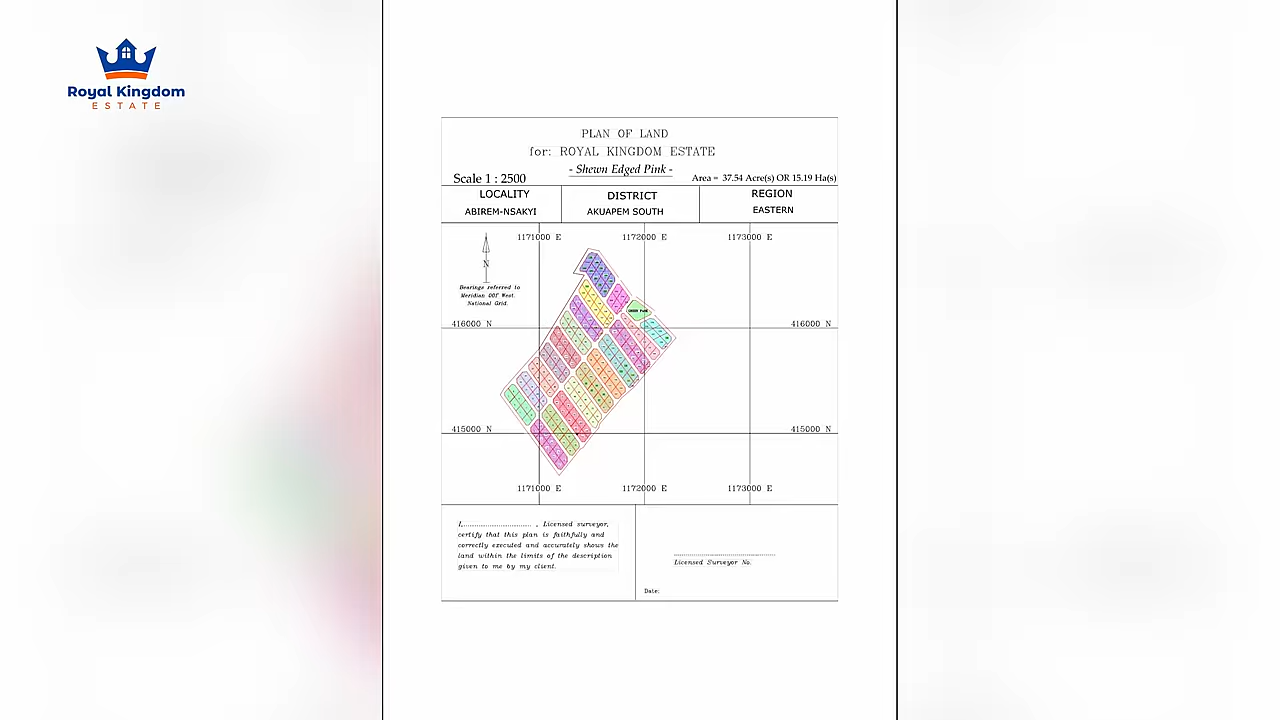 Royal Kingdom
ESTATE
PLAN OF LAND
for: ROYAL KINGDOM ESTATE
- Shewn Edged Pink -
Scale 1 : 2500
Area = 37.54 Acre(s) OR 15.19 Ha(s)
LOCALITY
DISTRICT
REGION
ABIREM-NSAKYI
AKUAPEM SOUTH
EASTERN
1171000 E
1172000 E
1173000 E
N
Bearings referred to
Meridian 00f West.
National Grid.
GREEN PARK
416000 N
416000 N
415000 N
415000 N
1171000 E
1172000 E
1173000 E
I,.............................. , Licensed surveyor,
certify that this plan is faithfully and
correctly executed and accurately shows the
land within the limits of the description
given to me by my client.
Licensed Surveyor No.
Date: